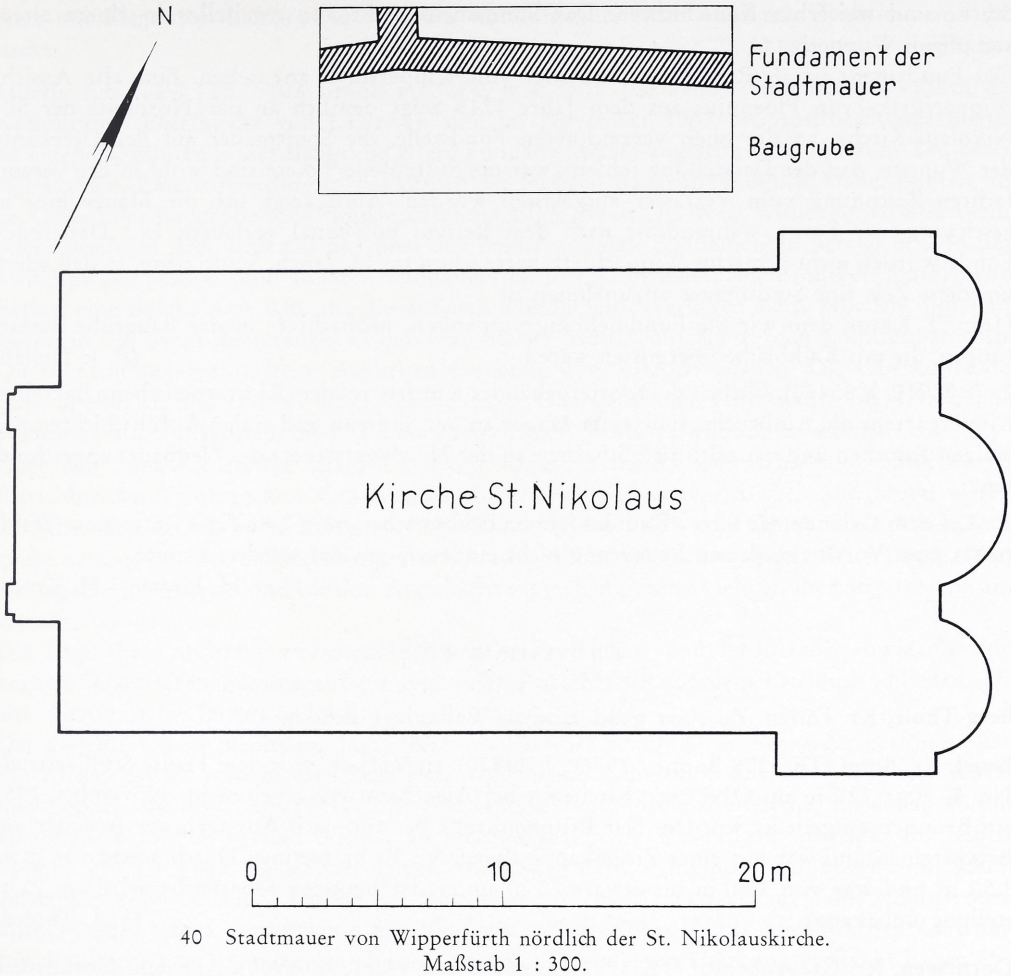 N
Fundament der
Stadtmauer
Baugrube
Kirche St. Nikolaus
0 10 20 m
40 Stadtmauer von Wipperfürth nördlich der St. Nikolauskirche.
Maßstab 1 : 300.